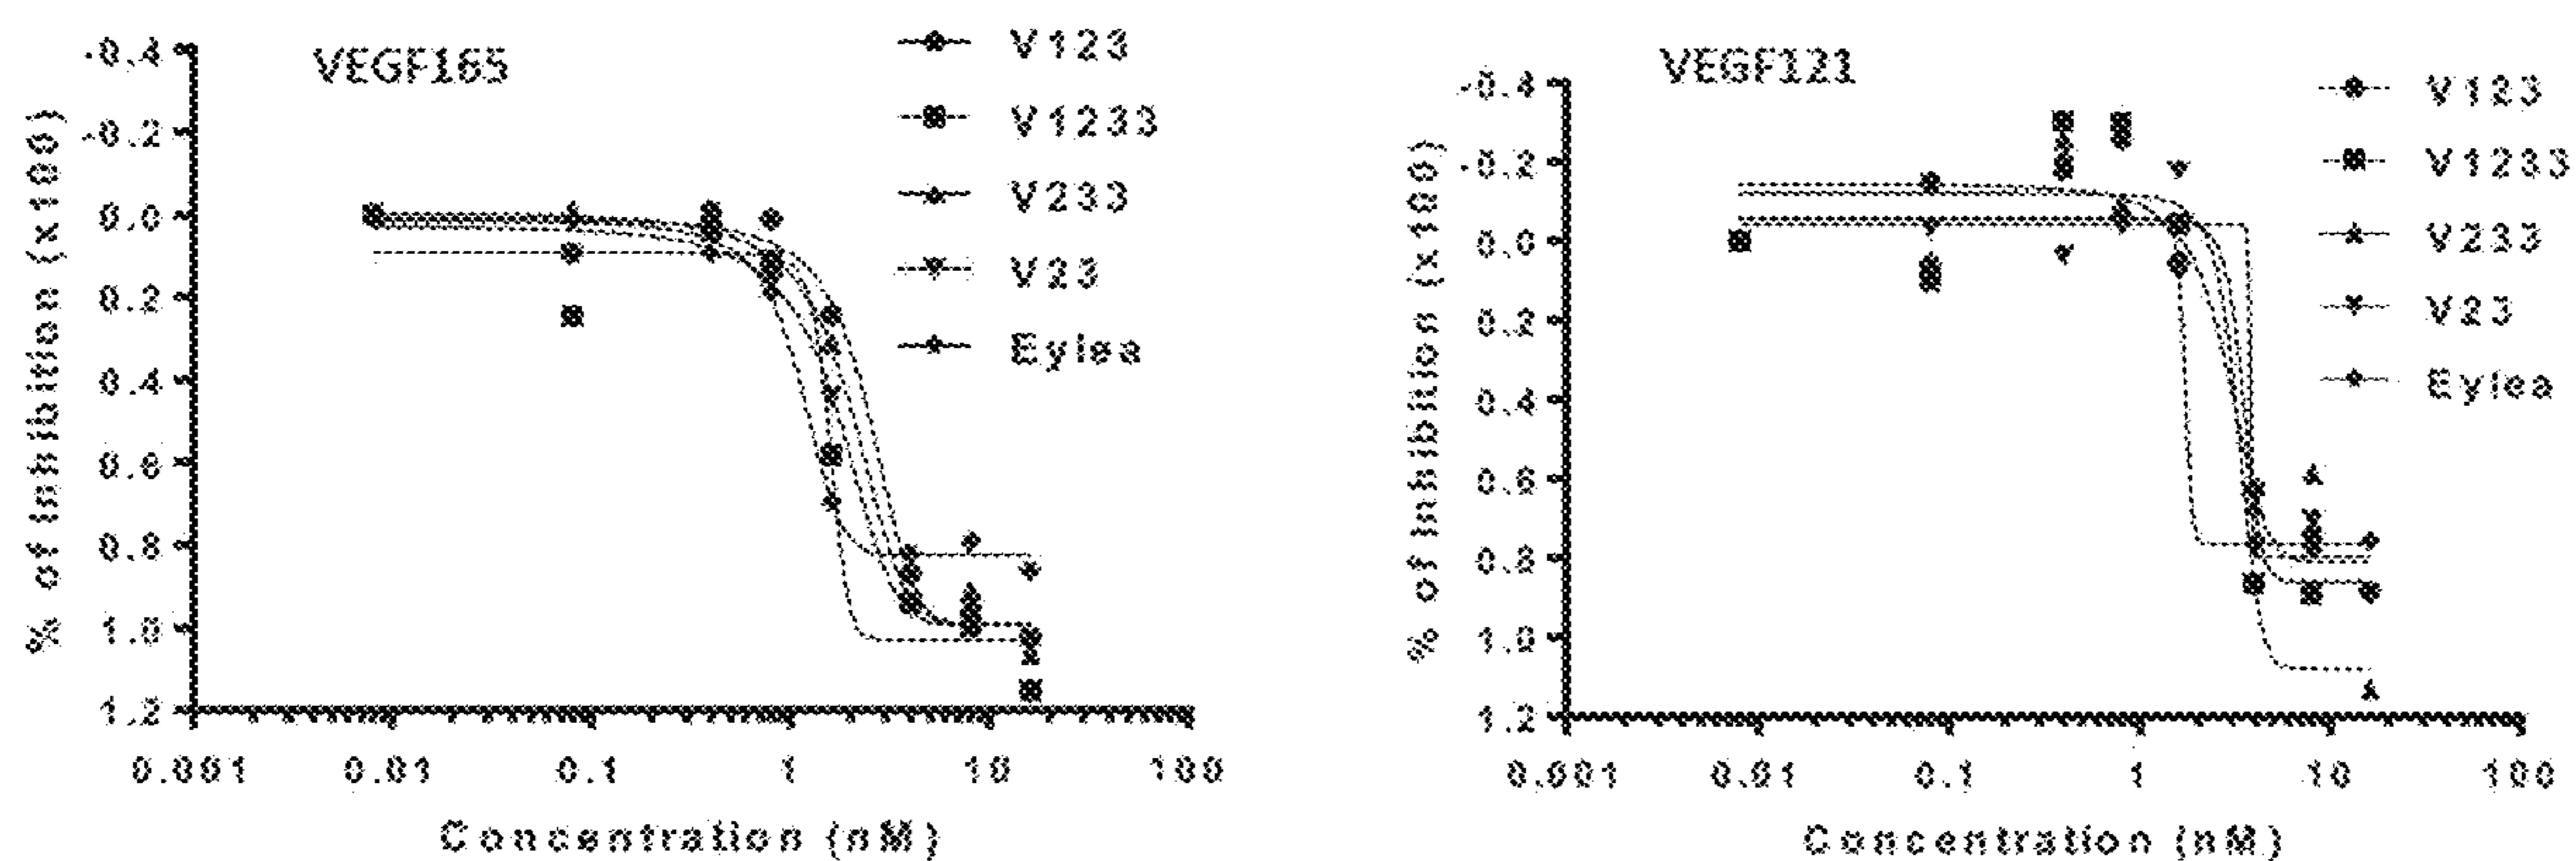 VEGF165
V123
V1233
V233
V23
Eylea
% of Inhibition (x100)
-0.4
-0.2
0.0
0.2
0.4
0.6
0.8
1.0
1.2
0.001 0.01 0.1 1 10 100
Concentration (nM)
VEGF121
V123
V1233
V233
V23
Eylea
% of Inhibition (x100)
-0.4
-0.2
0.0
0.2
0.4
0.6
0.8
1.0
1.2
0.001 0.01 0.1 1 10 100
Concentration (nM)